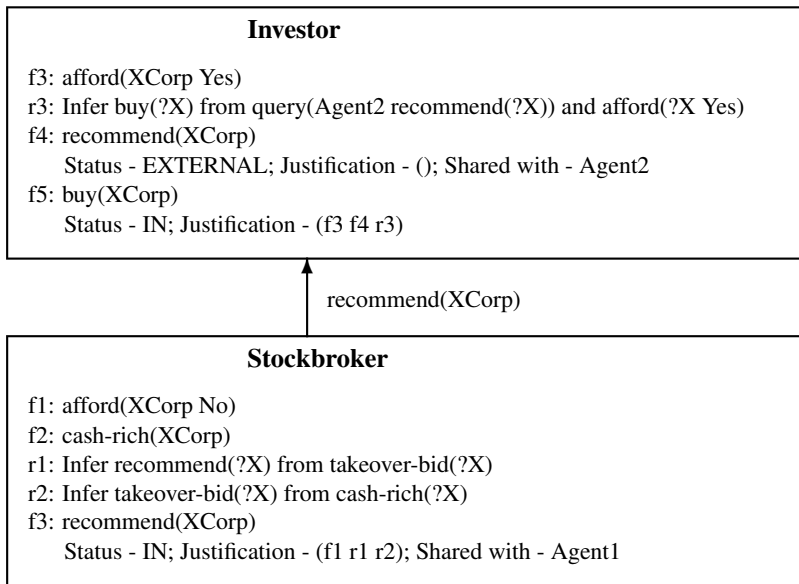 Investor
f3: afford(XCorp Yes)
r3: Infer buy(?X) from query(Agent2 recommend(?X)) and afford(?X Yes)
f4: recommend(XCorp)
Status - EXTERNAL; Justification - (); Shared with - Agent2
f5: buy(XCorp)
Status - IN; Justification - (f3 f4 r3)
recommend(XCorp)
Stockbroker
f1: afford(XCorp No)
f2: cash-rich(XCorp)
r1: Infer recommend(?X) from takeover-bid(?X)
r2: Infer takeover-bid(?X) from cash-rich(?X)
f3: recommend(XCorp)
Status - IN; Justification - (f1 r1 r2); Shared with - Agent1